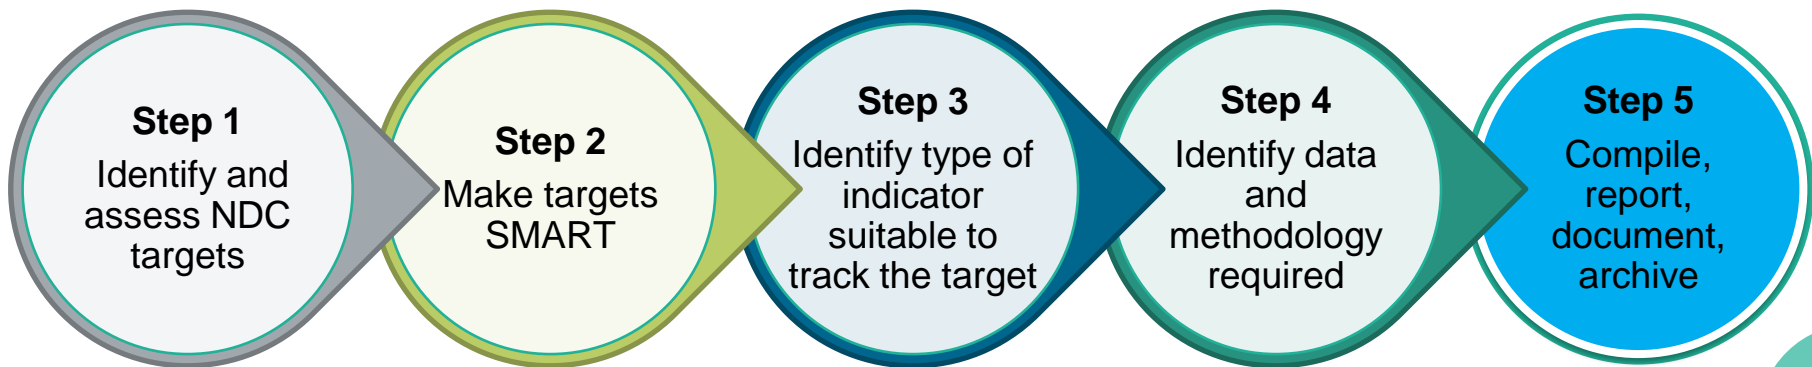 Step 1
Identify and
assess NDC
targets
Step 2
Make targets
SMART
Step 3
Identify type of
indicator
suitable to
track the target
Step 4
Identify data
and
methodology
required
Step 5
Compile,
report,
document,
archive